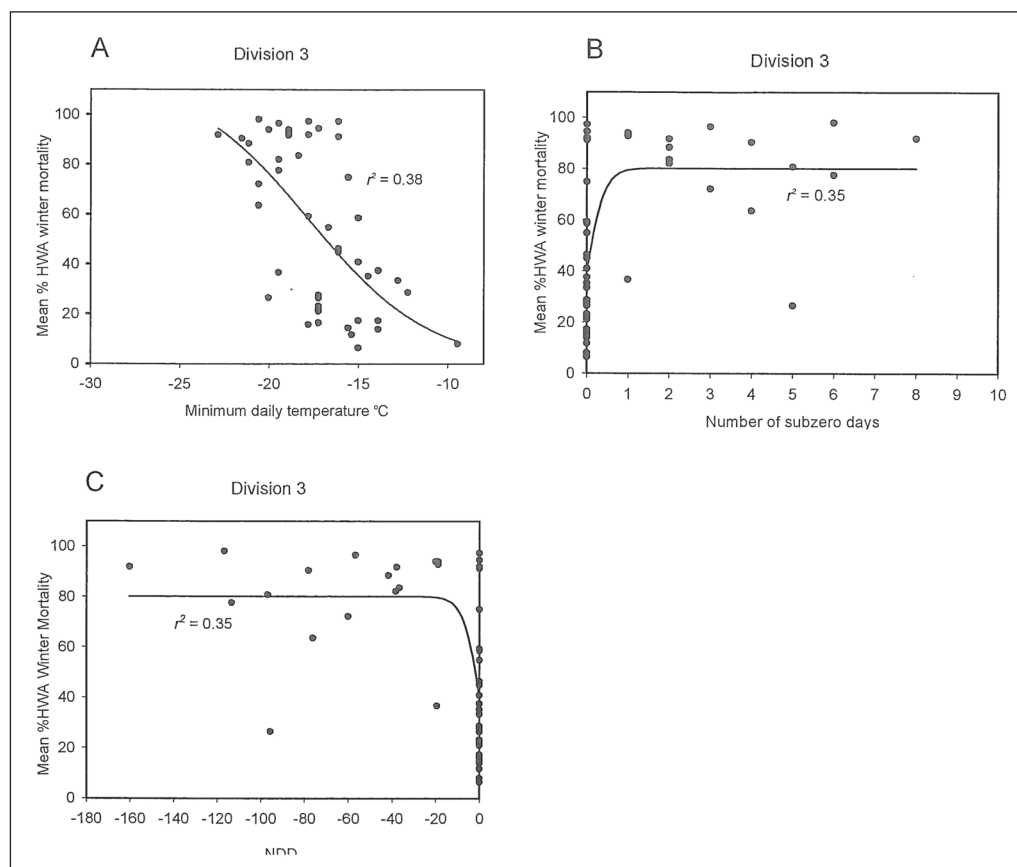 A
Division 3
Mean % HWA winter mortality
100
80
60
40
20
0
r² = 0.38
-30 -25 -20 -15 -10
Minimum daily temperature °C
B
Division 3
Mean %HWA winter mortality
100
80
60
40
20
0
r² = 0.35
0 1 2 3 4 5 6 7 8 9 10
Number of subzero days
C
Division 3
Mean %HWA Winter Mortality
100
80
60
40
20
0
r² = 0.35
-180 -160 -140 -120 -100 -80 -60 -40 -20 0
NDD